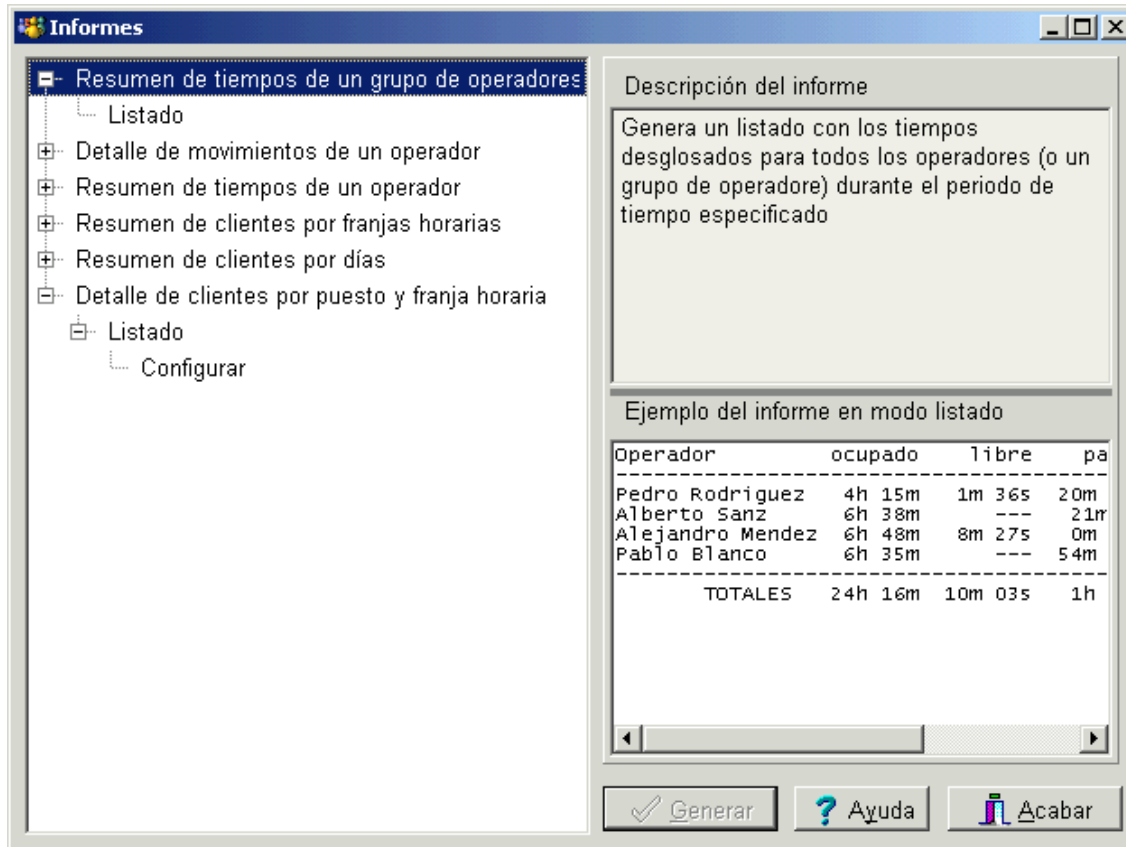 Informes
Resumen de tiempos de un grupo de operadores
Listado
Detalle de movimientos de un operador
Resumen de tiempos de un operador
Resumen de clientes por franjas horarias
Resumen de clientes por días
Detalle de clientes por puesto y franja horaria
Listado
Configurar
Descripción del informe
Genera un listado con los tiempos
desglosados para todos los operadores (o un
grupo de operadore) durante el periodo de
tiempo especificado
Ejemplo del informe en modo listado
Operador ocupado libre pa
Pedro Rodriguez 4h 15m 1m 36s 20m
Alberto Sanz 6h 38m --- 21m
Alejandro Mendez 6h 48m 8m 27s 0m
Pablo Blanco 6h 35m --- 54m
TOTALES 24h 16m 10m 03s 1h
Generar
Ayuda
Acabar